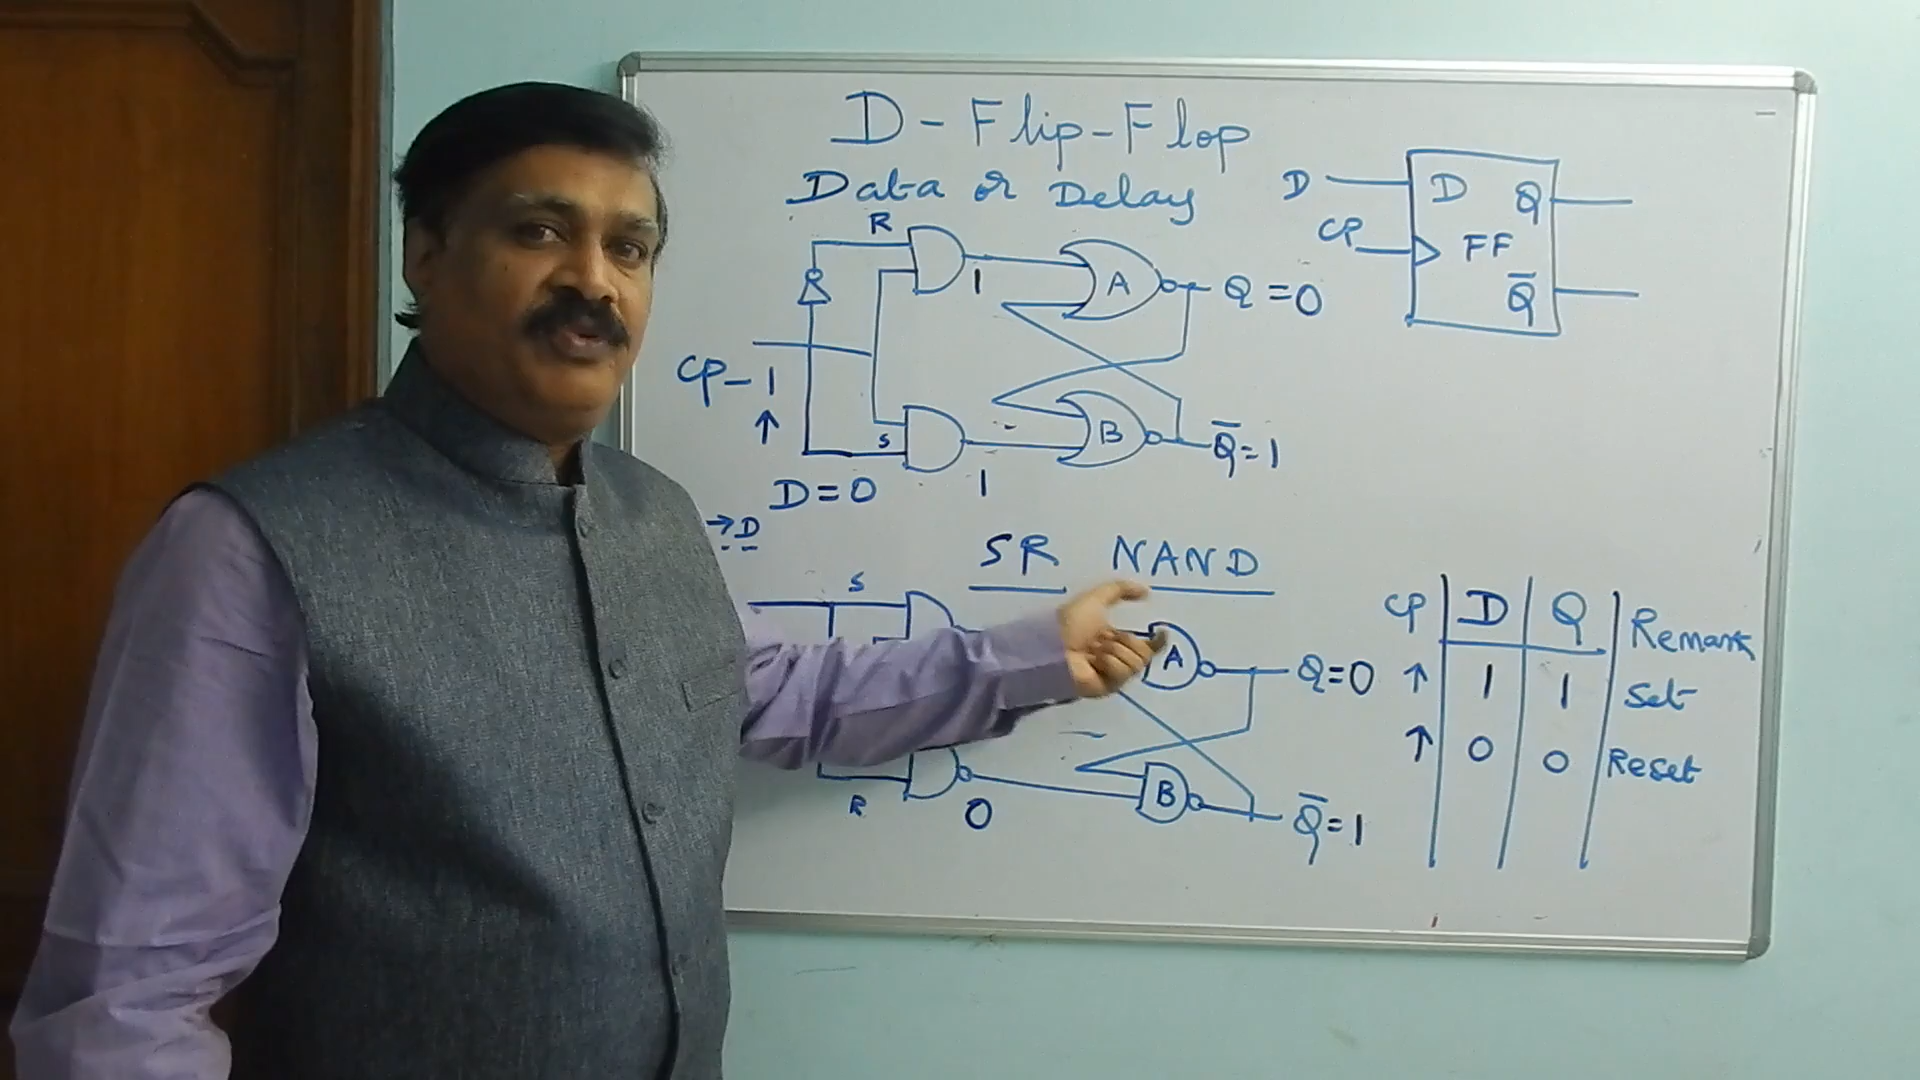 D - Flip-Flop
Data or Delay
D
CP
D Q
FF
Q̅
R
1
A
Q = 0
CP - 1
↑
S
B
Q̅ = 1
D = 0
1
→ D
SR NAND
S
A
Q = 0
R
0
B
Q̅ = 1
CP D Q Remark
↑ 1 1 Set
↑ 0 0 Reset